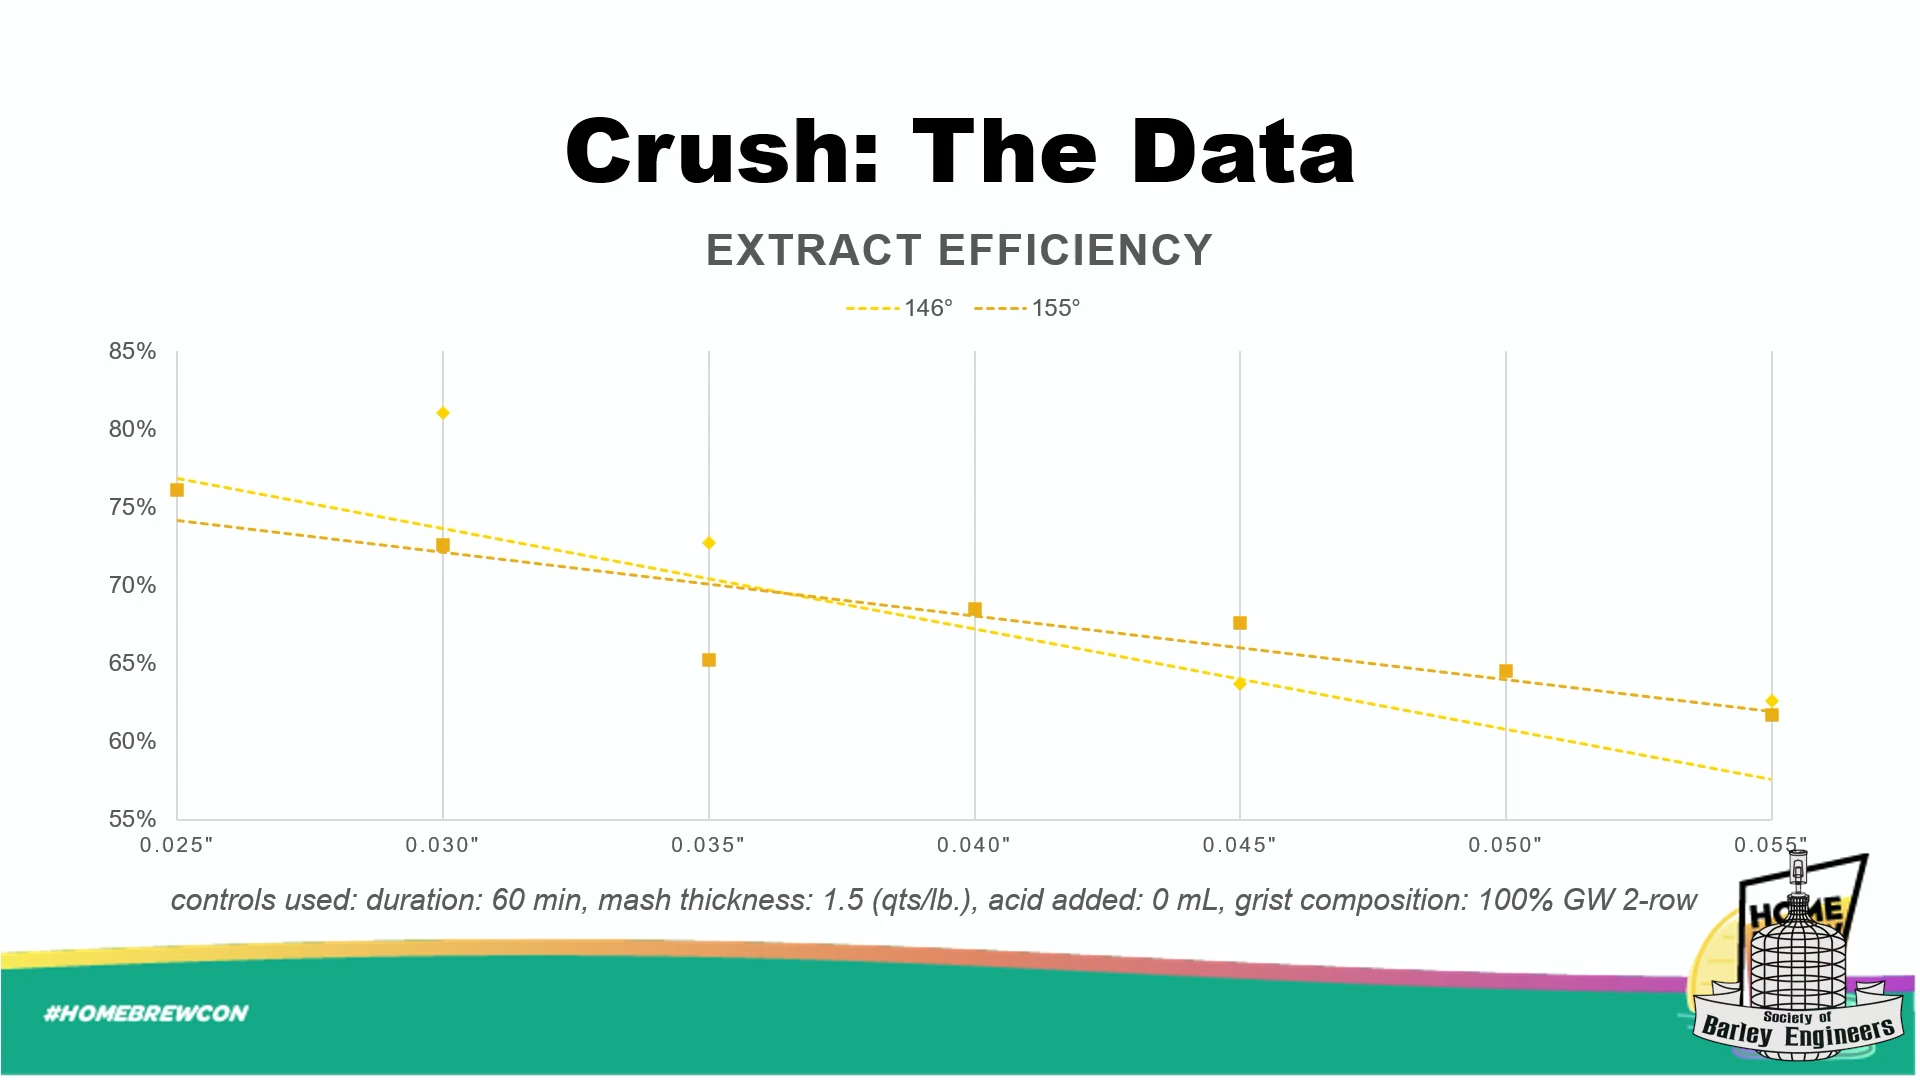 Crush: The Data
EXTRACT EFFICIENCY
146° 155°
85%
80%
75%
70%
65%
60%
55%
0.025" 0.030" 0.035" 0.040" 0.045" 0.050" 0.055"
controls used: duration: 60 min, mash thickness: 1.5 (qts/lb.), acid added: 0 mL, grist composition: 100% GW 2-row
HOME
#HOMEBREWCON
Society of
Barley Engineers